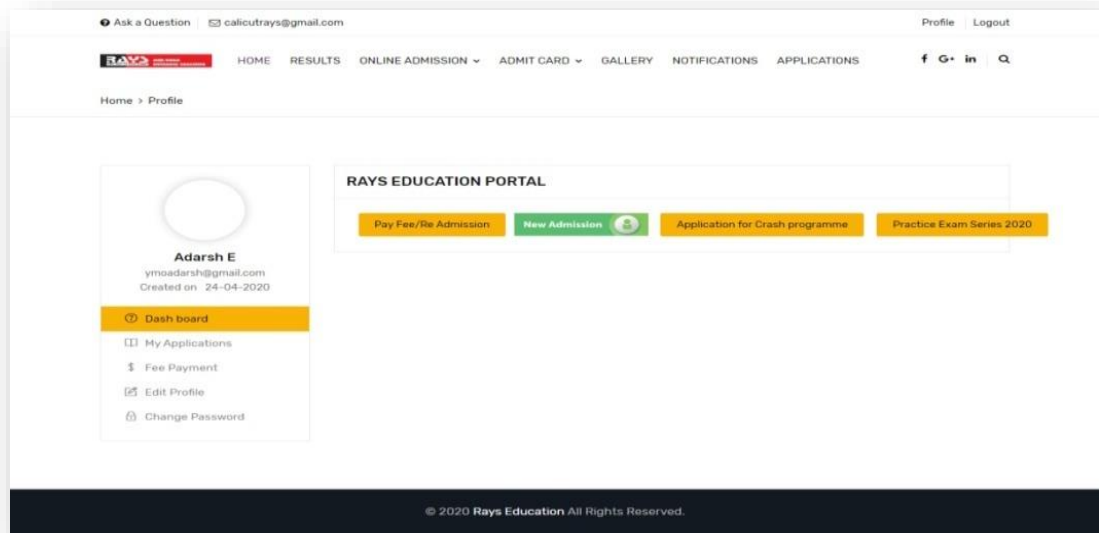 Ask a Question calicutrays@gmail.com Profile Logout
RAYS HOME RESULTS ONLINE ADMISSION ADMIT CARD GALLERY NOTIFICATIONS APPLICATIONS
Home > Profile
RAYS EDUCATION PORTAL
Pay Fee/Re Admission New Admission Application for Crash programme Practice Exam Series 2020
Adarsh E
ymoadarsh@gmail.com
Created on 24-04-2020
Dash board
My Applications
Fee Payment
Edit Profile
Change Password
© 2020 Rays Education All Rights Reserved.